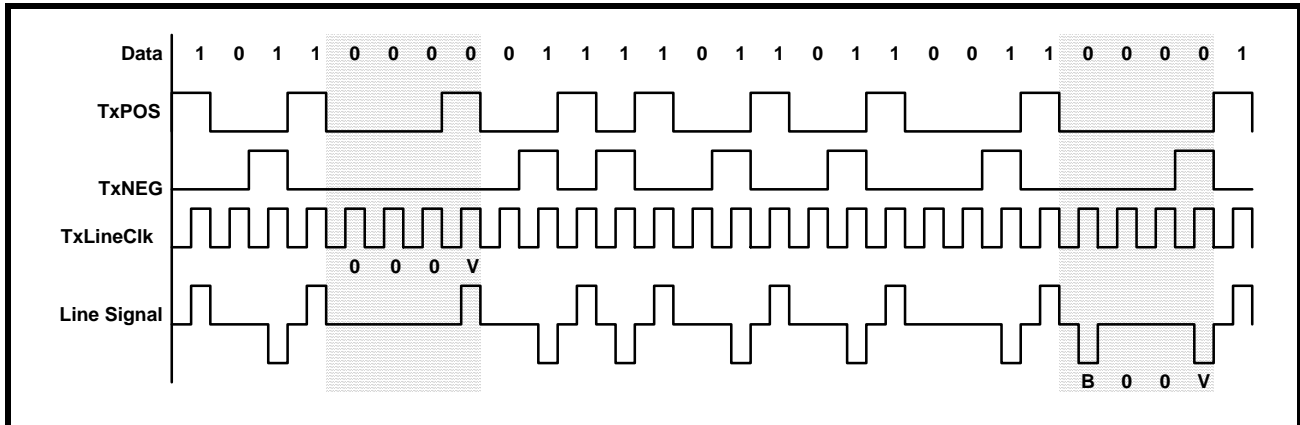 Data 1 0 1 1 0 0 0 0 0 1 1 1 1 0 1 1 0 1 1 0 0 1 1 0 0 0 0 1
TxPOS
TxNEG
TxLineClk
0 0 0 V
Line Signal
B 0 0 V